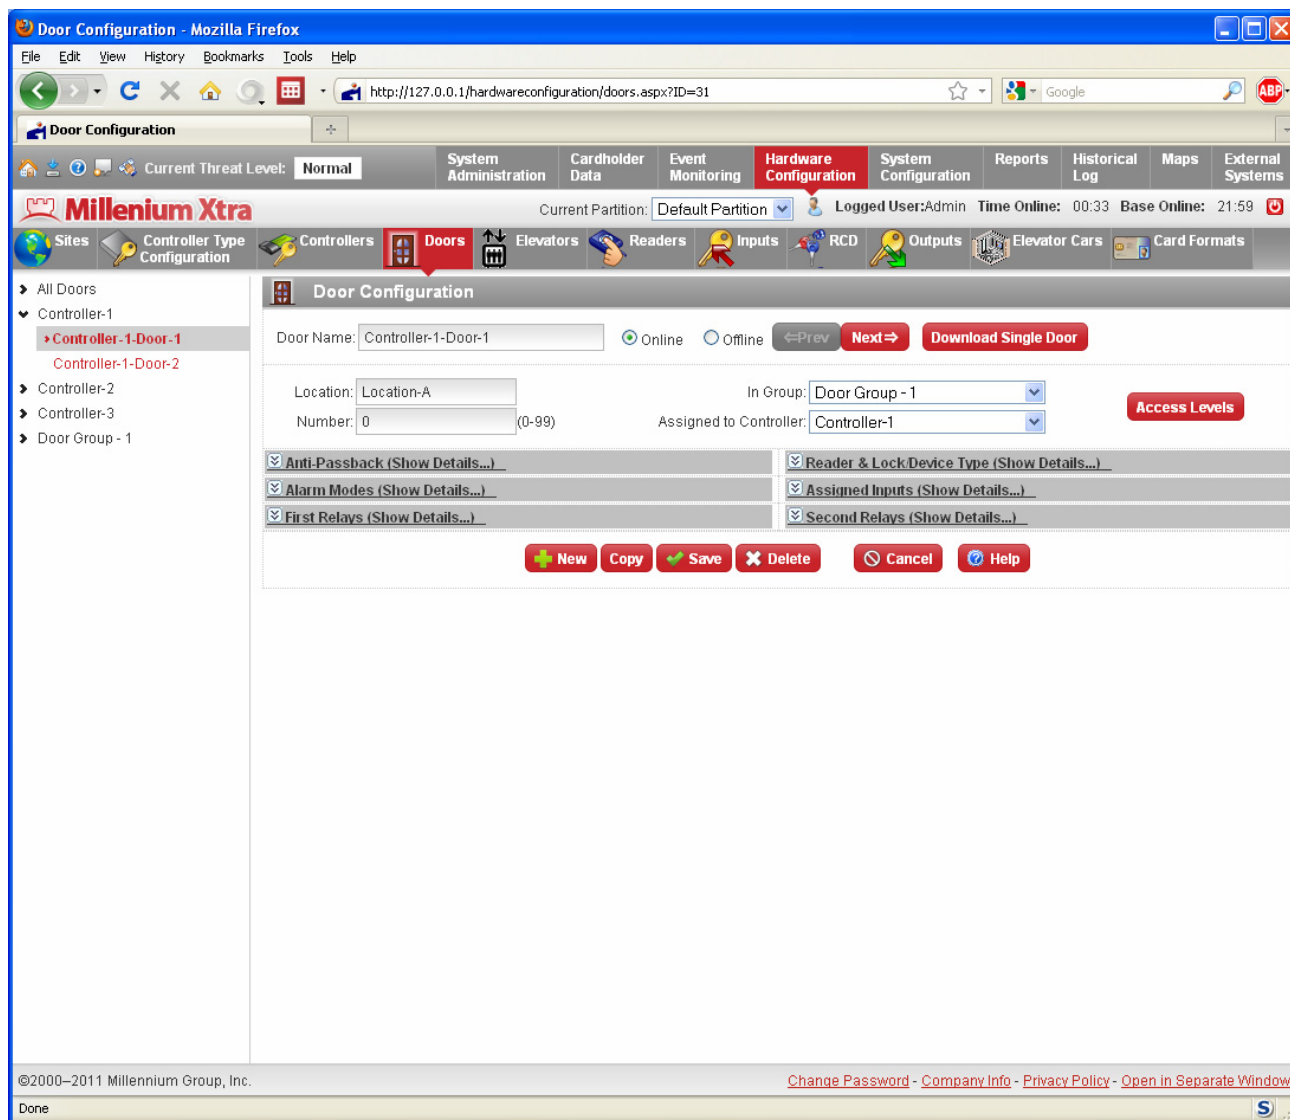 Door Configuration - Mozilla Firefox
File Edit View History Bookmarks Tools Help
http://127.0.0.1/hardwareconfiguration/doors.aspx?ID=31 Google ABP
Door Configuration
Current Threat Level: Normal System Administration Cardholder Data Event Monitoring Hardware Configuration System Configuration Reports Historical Log Maps External Systems
Millenium Xtra Current Partition: Default Partition Logged User:Admin Time Online: 00:33 Base Online: 21:59
Sites Controller Type Configuration Controllers Doors Elevators Readers Inputs RCD Outputs Elevator Cars Card Formats
All Doors
Controller-1
Controller-1-Door-1
Controller-1-Door-2
Controller-2
Controller-3
Door Group - 1
Door Configuration
Door Name: Controller-1-Door-1 Online Offline ⇐Prev Next⇒ Download Single Door
Location: Location-A In Group: Door Group - 1
Number: 0 (0-99) Assigned to Controller: Controller-1 Access Levels
Anti-Passback (Show Details...) Reader & Lock/Device Type (Show Details...)
Alarm Modes (Show Details...) Assigned Inputs (Show Details...)
First Relays (Show Details...) Second Relays (Show Details...)
New Copy Save Delete Cancel Help
©2000–2011 Millennium Group, Inc. Change Password - Company Info - Privacy Policy - Open in Separate Window
Done S